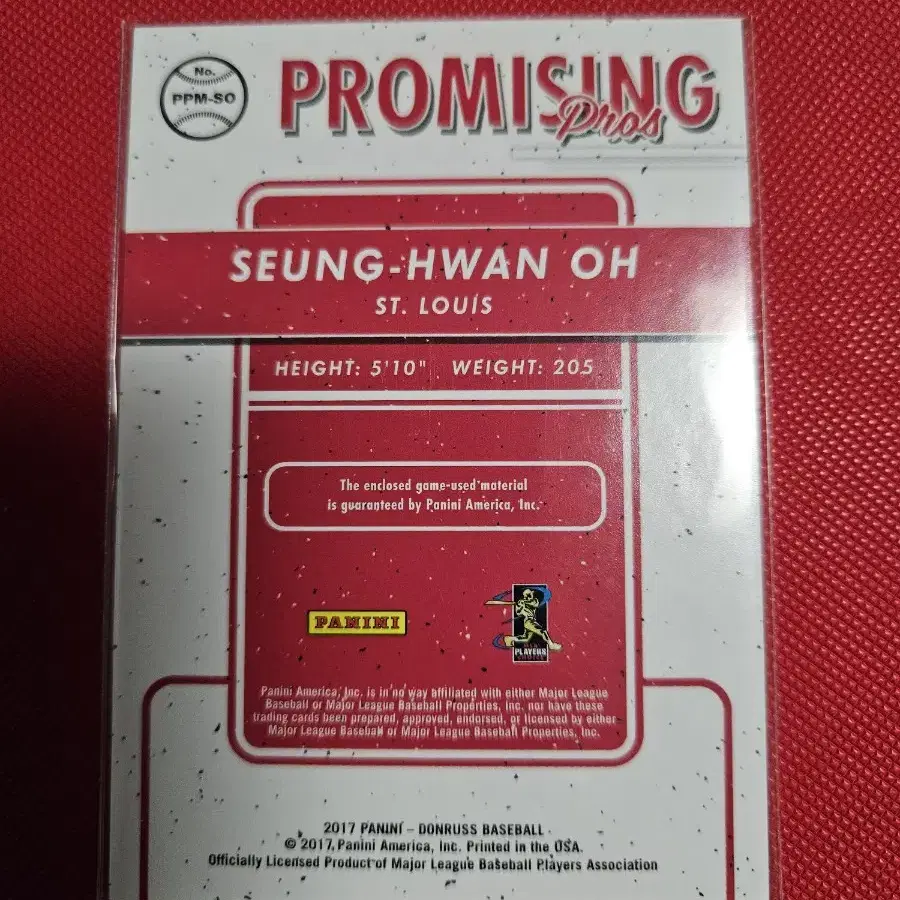 No.
PPM-SO
PROMISING
Pros
SEUNG-HWAN OH
ST. LOUIS
HEIGHT: 5'10" WEIGHT: 205
The enclosed game-used material
is guaranteed by Panini America, Inc.
PANINI
PLAYERS
Panini America, Inc. is in no way affiliated with either Major League
Baseball or Major League Baseball Properties, Inc. nor have these
trading cards been prepared, approved, endorsed, or licensed by either
Major League Baseball or Major League Baseball Properties, Inc.
2017 PANINI – DONRUSS BASEBALL
© 2017 Panini America, Inc. Printed in the USA.
Officially Licensed Product of Major League Baseball Players Association